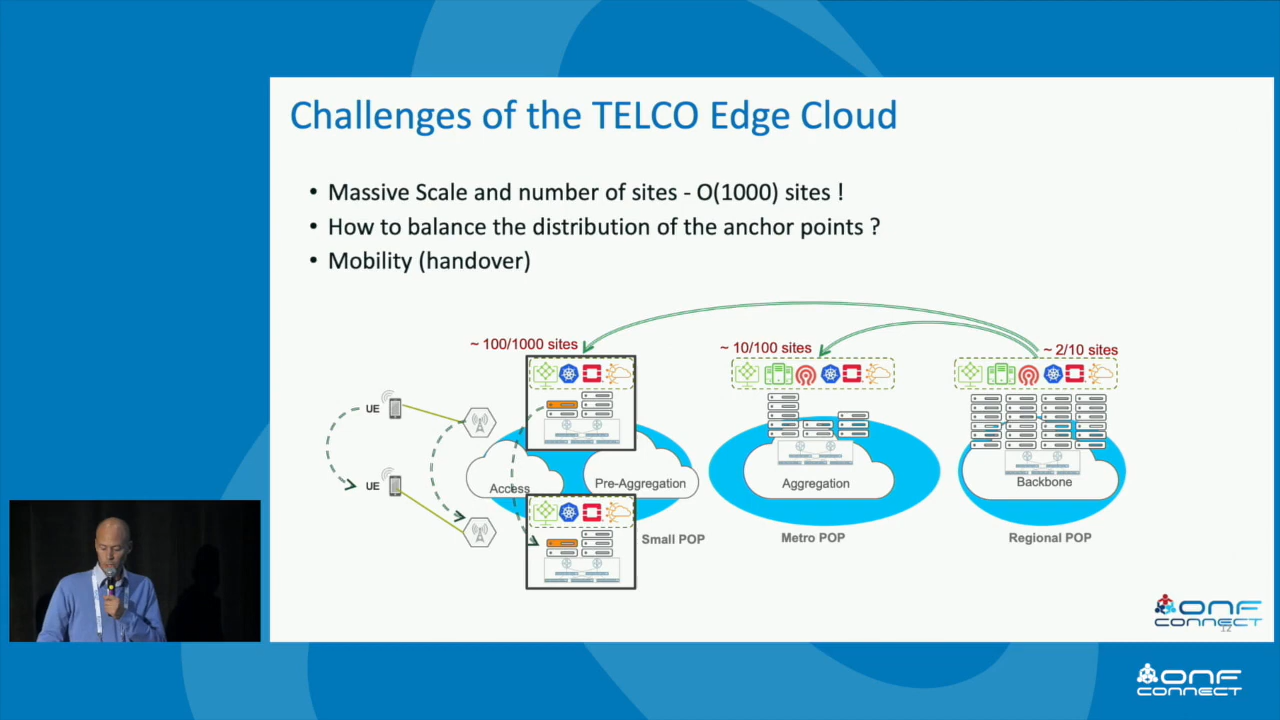 Challenges of the TELCO Edge Cloud
• Massive Scale and number of sites - O(1000) sites !
• How to balance the distribution of the anchor points ?
• Mobility (handover)
~ 100/1000 sites
~ 10/100 sites
~ 2/10 sites
UE
UE
Access
Pre-Aggregation
Aggregation
Backbone
Small POP
Metro POP
Regional POP
ONF
CONNECT
12
ONF
CONNECT